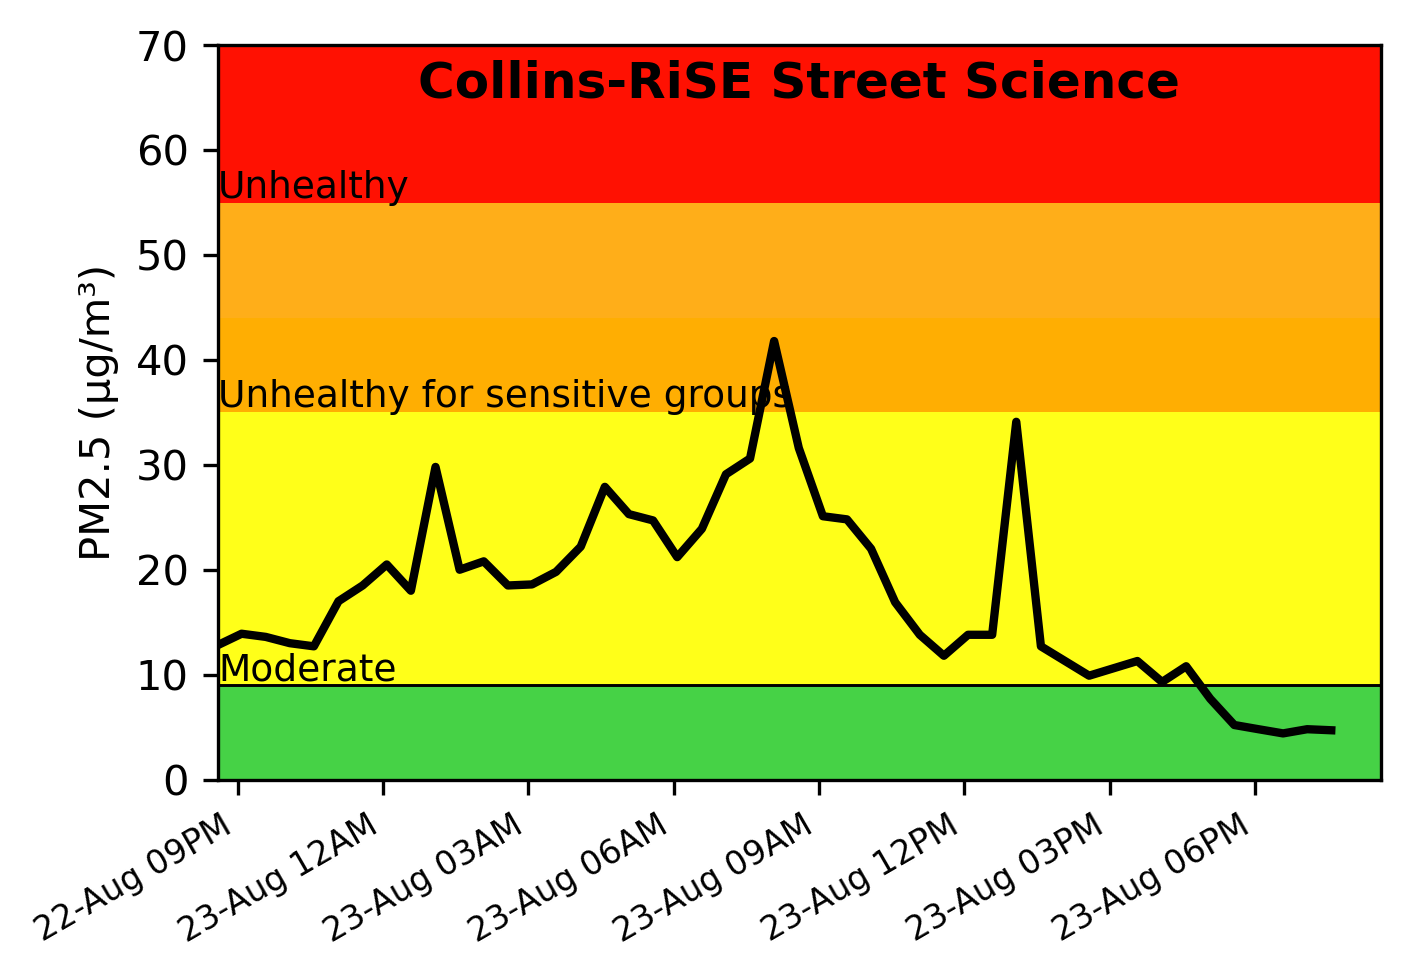 Collins-RiSE Street Science
70
60
50
40
30
20
10
0
PM2.5 (μg/m³)
Unhealthy
Unhealthy for sensitive groups
Moderate
22-Aug 09PM
23-Aug 12AM
23-Aug 03AM
23-Aug 06AM
23-Aug 09AM
23-Aug 12PM
23-Aug 03PM
23-Aug 06PM